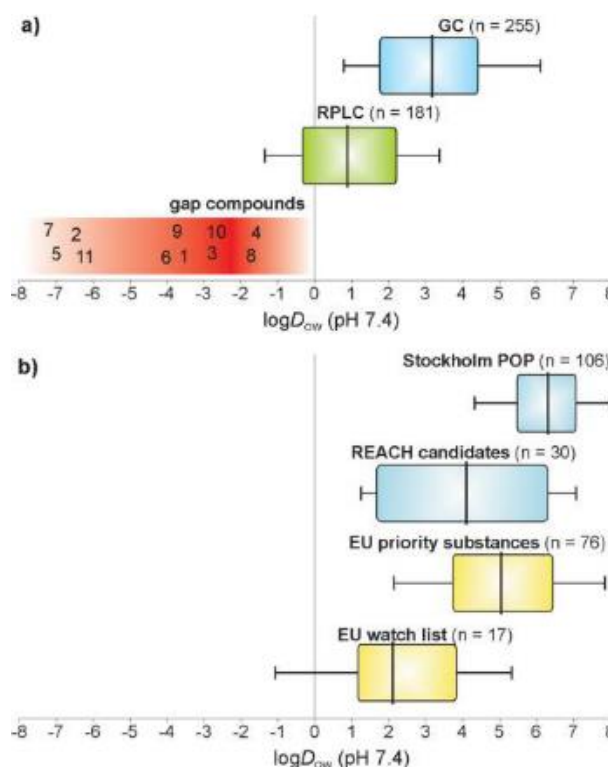 a)
GC (n = 255)
RPLC (n = 181)
gap compounds
7 2 9 10 4
5 11 6 1 3 8
-8 -7 -6 -5 -4 -3 -2 -1 0 1 2 3 4 5 6 7 8
logDow (pH 7.4)
b)
Stockholm POP (n = 106)
REACH candidates (n = 30)
EU priority substances (n = 76)
EU watch list (n = 17)
-8 -7 -6 -5 -4 -3 -2 -1 0 1 2 3 4 5 6 7 8
logDow (pH 7.4)